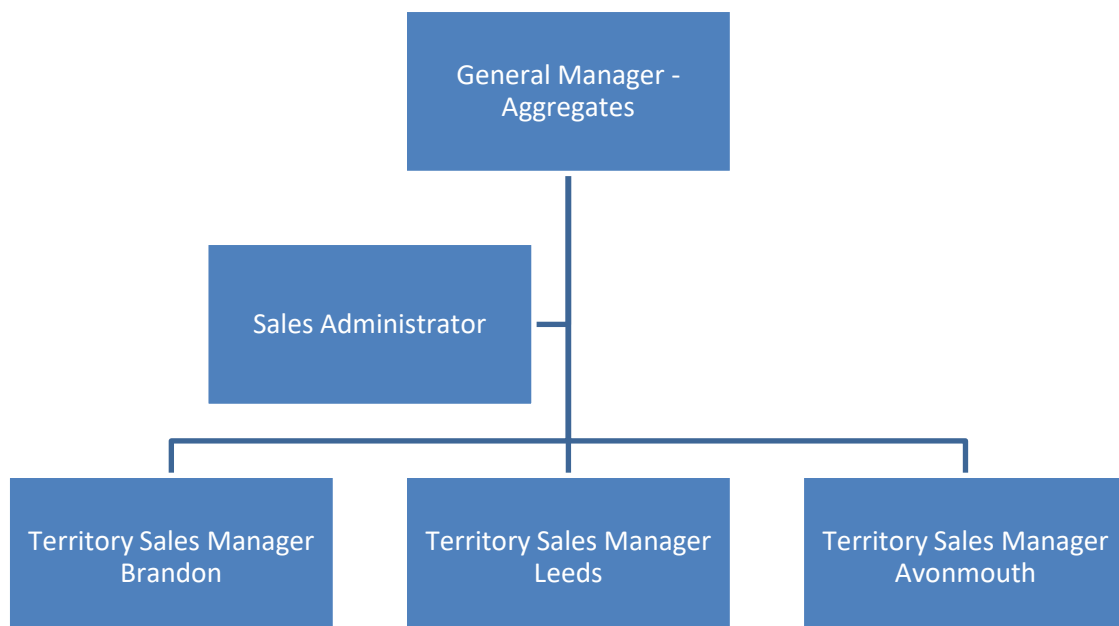 General Manager -
Aggregates
Sales Administrator
Territory Sales Manager
Brandon
Territory Sales Manager
Leeds
Territory Sales Manager
Avonmouth